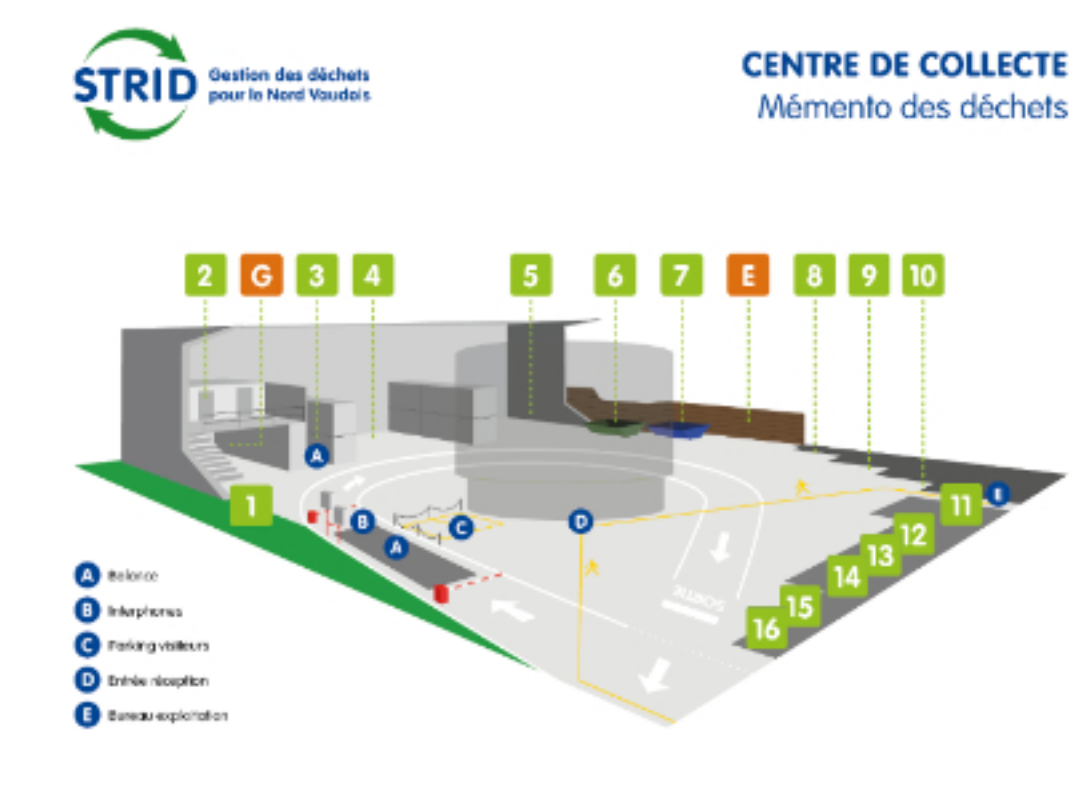 STRID
Gestion des déchets
pour le Nord Vaudois
CENTRE DE COLLECTE
Mémento des déchets
2 G 3 4 5 6 7 E 8 9 10
A
1
B
A
C
D
11
E
12
13
14
15
16
SORTIE
A Balance
B Interphones
C Parking visiteurs
D Entrée réception
E Bureau exploitation